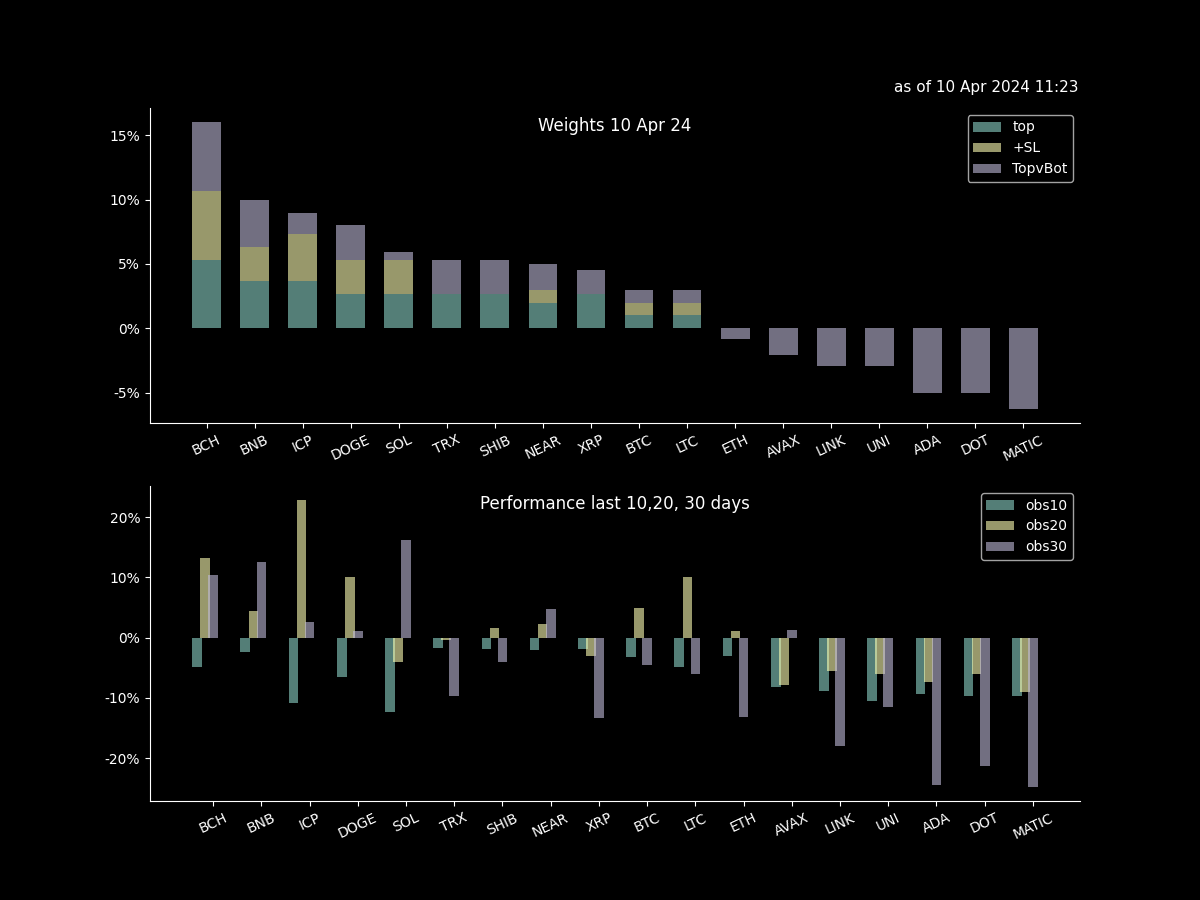 as of 10 Apr 2024 11:23
Weights 10 Apr 24
top
+SL
TopvBot
15%
10%
5%
0%
-5%
BCH BNB ICP DOGE SOL TRX SHIB NEAR XRP BTC LTC ETH AVAX LINK UNI ADA DOT MATIC
Performance last 10,20, 30 days
obs10
obs20
obs30
20%
10%
0%
-10%
-20%
BCH BNB ICP DOGE SOL TRX SHIB NEAR XRP BTC LTC ETH AVAX LINK UNI ADA DOT MATIC